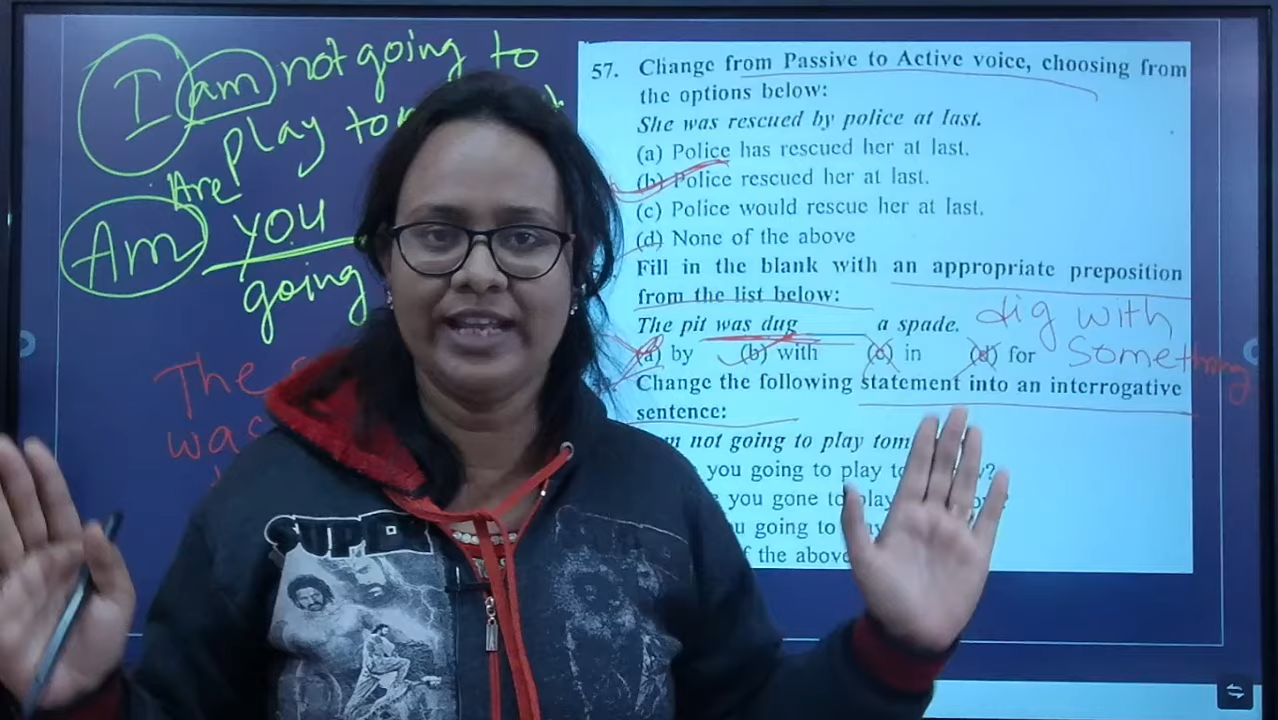 I am not going to
play
Are
Am you
going
The
was
57. Change from Passive to Active voice, choosing from
the options below:
She was rescued by police at last.
(a) Police has rescued her at last.
(b) Police rescued her at last.
(c) Police would rescue her at last.
(d) None of the above
Fill in the blank with an appropriate preposition
from the list below:
The pit was dug ______ a spade.
dig with
something
(a) by (b) with (c) in (d) for
Change the following statement into an interrogative
sentence:
not going to play
you going to play
you gone to
going to
the above